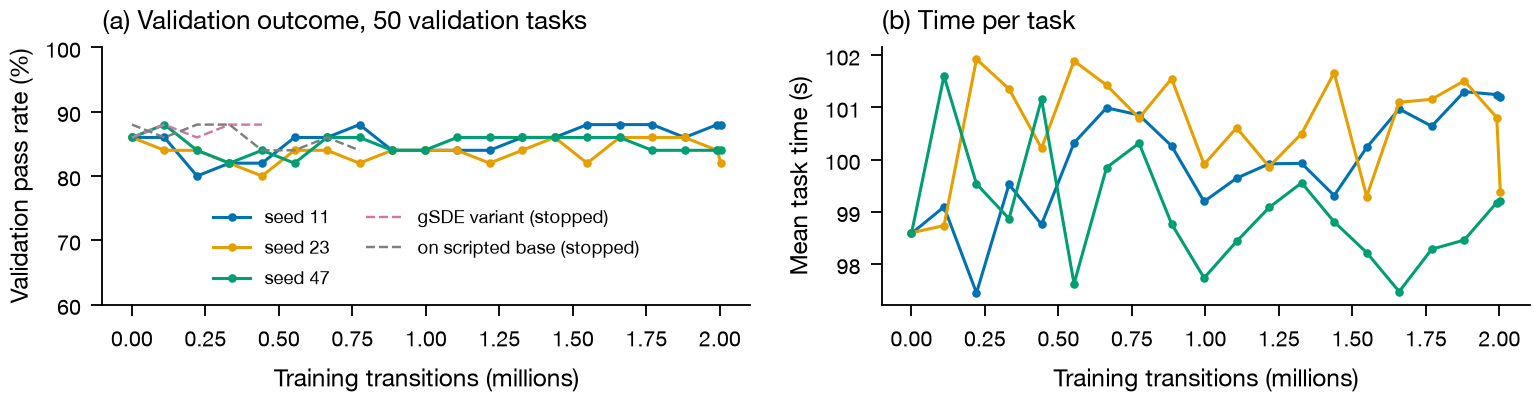 (a) Validation outcome, 50 validation tasks
Validation pass rate (%)
100
90
80
70
60
seed 11
seed 23
seed 47
gSDE variant (stopped)
on scripted base (stopped)
0.00 0.25 0.50 0.75 1.00 1.25 1.50 1.75 2.00
Training transitions (millions)
(b) Time per task
Mean task time (s)
102
101
100
99
98
0.00 0.25 0.50 0.75 1.00 1.25 1.50 1.75 2.00
Training transitions (millions)